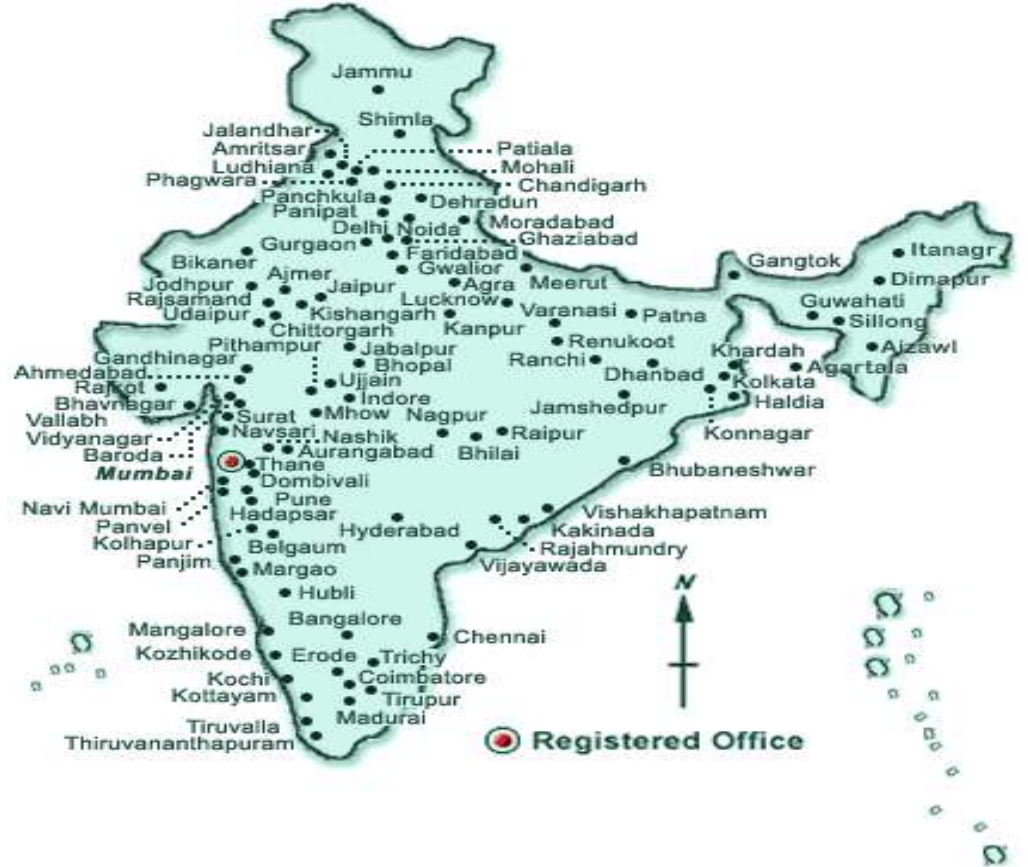 Jammu
Shimla
Jalandhar
Amritsar
Patiala
Ludhiana
Mohali
Phagwara
Chandigarh
Panchkula
Dehradun
Panipat
Moradabad
Delhi
Noida
Ghaziabad
Gurgaon
Faridabad
Bikaner
Gwalior
Ajmer
Agra
Meerut
Jodhpur
Jaipur
Rajsamand
Lucknow
Udaipur
Kishangarh
Varanasi
Patna
Chittorgarh
Kanpur
Gangtok
Itanagr
Dimapur
Guwahati
Sillong
Aizawl
Agartala
Pithampur
Jabalpur
Renukoot
Gandhinagar
Bhopal
Ranchi
Khardah
Ahmedabad
Ujjain
Dhanbad
Kolkata
Rajkot
Indore
Jamshedpur
Haldia
Bhavnagar
Surat
Mhow
Nagpur
Vallabh
Vidyanagar
Navsari
Nashik
Raipur
Konnagar
Baroda
Aurangabad
Bhilai
Mumbai
Thane
Bhubaneshwar
Dombivali
Navi Mumbai
Pune
Panvel
Hadapsar
Hyderabad
Vishakhapatnam
Kolhapur
Kakinada
Belgaum
Rajahmundry
Panjim
Margao
Vijayawada
Hubli
N
Bangalore
Mangalore
Chennai
Kozhikode
Erode
Trichy
Kochi
Coimbatore
Kottayam
Tirupur
Madurai
Tiruvalla
Thiruvananthapuram
Registered Office